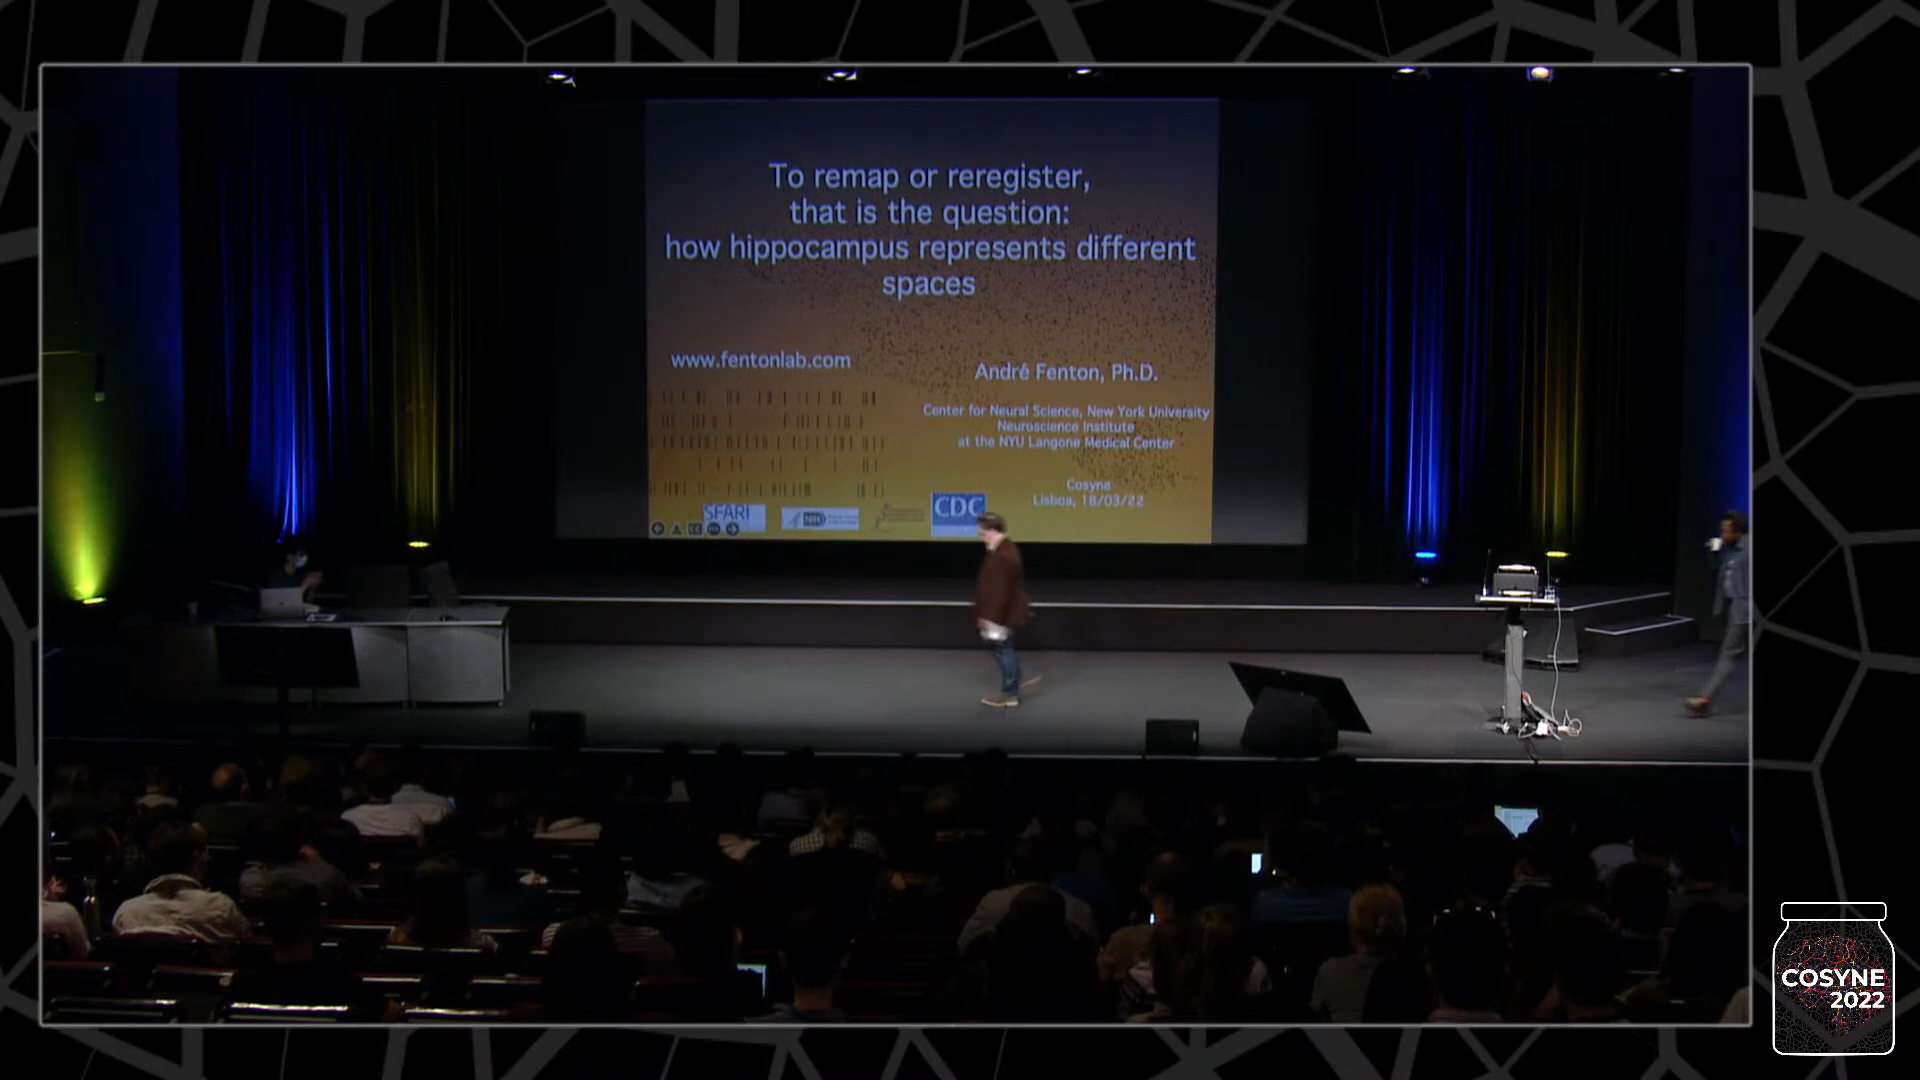 To remap or reregister,
that is the question:
how hippocampus represents different
spaces
www.fentonlab.com
André Fenton, Ph.D.
Center for Neural Science, New York University
Neuroscience Institute
at the NYU Langone Medical Center
Cosyne
Lisboa, 18/03/22
SFARI
NIH
CDC
COSYNE
2022